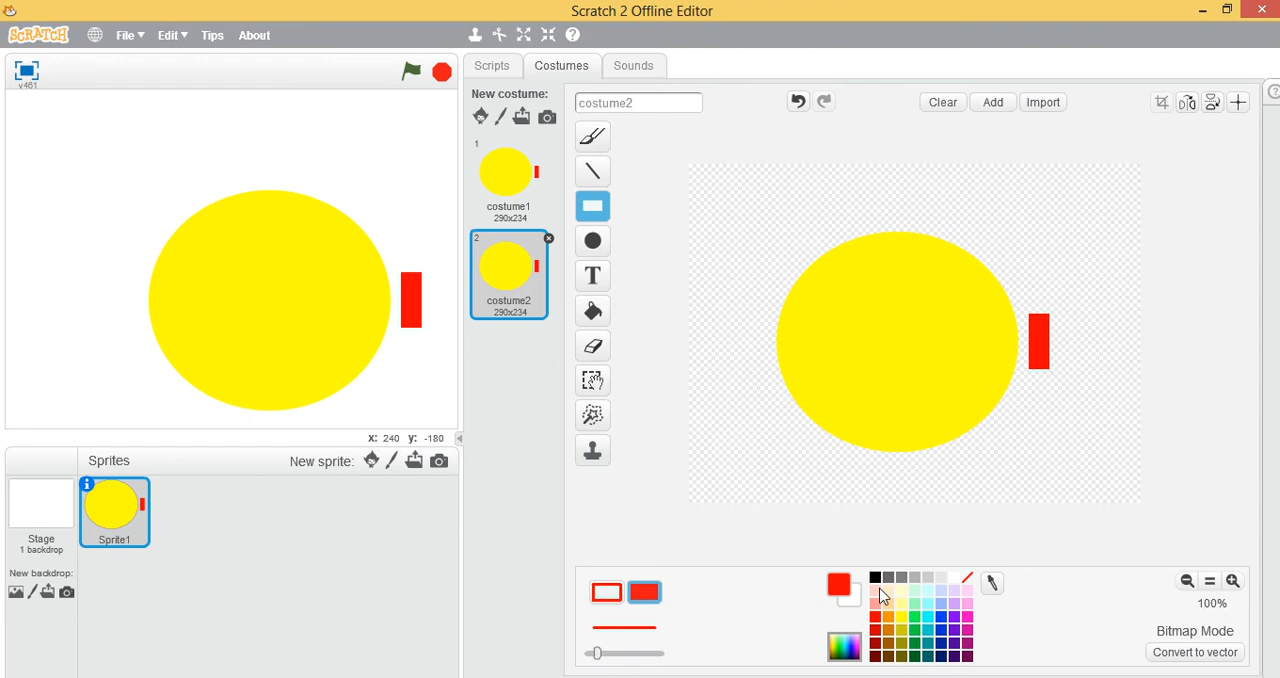 Scratch 2 Offline Editor
SCRATCH File Edit Tips About
v461
Scripts Costumes Sounds
New costume:
costume2
Clear Add Import
1
costume1
290x234
2
costume2
290x234
T
x: 240 y: -180
Sprites New sprite:
Stage
1 backdrop
Sprite1
New backdrop:
100%
Bitmap Mode
Convert to vector